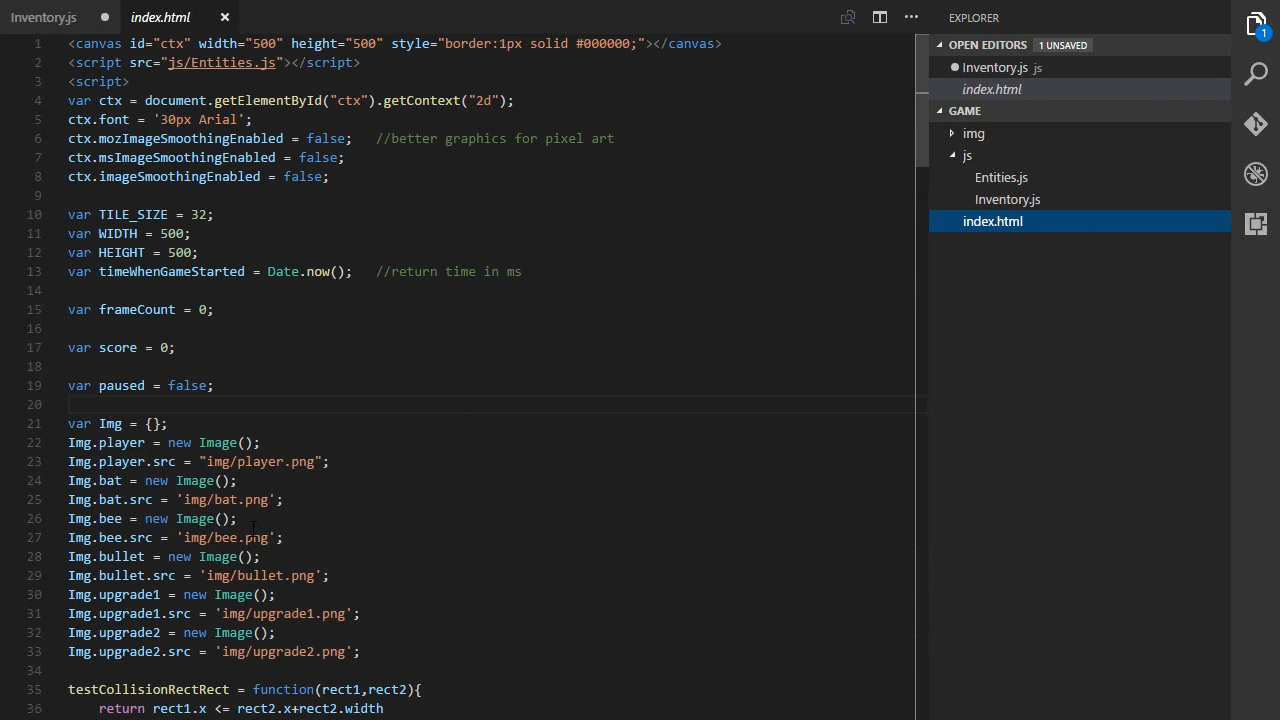 Inventory.js index.html
1 <canvas id="ctx" width="500" height="500" style="border:1px solid #000000;"></canvas>
2 <script src="js/Entities.js"></script>
3 <script>
4 var ctx = document.getElementById("ctx").getContext("2d");
5 ctx.font = '30px Arial';
6 ctx.mozImageSmoothingEnabled = false; //better graphics for pixel art
7 ctx.msImageSmoothingEnabled = false;
8 ctx.imageSmoothingEnabled = false;
9
10 var TILE_SIZE = 32;
11 var WIDTH = 500;
12 var HEIGHT = 500;
13 var timeWhenGameStarted = Date.now(); //return time in ms
14
15 var frameCount = 0;
16
17 var score = 0;
18
19 var paused = false;
20
21 var Img = {};
22 Img.player = new Image();
23 Img.player.src = "img/player.png";
24 Img.bat = new Image();
25 Img.bat.src = 'img/bat.png';
26 Img.bee = new Image();
27 Img.bee.src = 'img/bee.png';
28 Img.bullet = new Image();
29 Img.bullet.src = 'img/bullet.png';
30 Img.upgrade1 = new Image();
31 Img.upgrade1.src = 'img/upgrade1.png';
32 Img.upgrade2 = new Image();
33 Img.upgrade2.src = 'img/upgrade2.png';
34
35 testCollisionRectRect = function(rect1,rect2){
36 return rect1.x <= rect2.x+rect2.width
EXPLORER
OPEN EDITORS 1 UNSAVED
Inventory.js js
index.html
GAME
img
js
Entities.js
Inventory.js
index.html
1